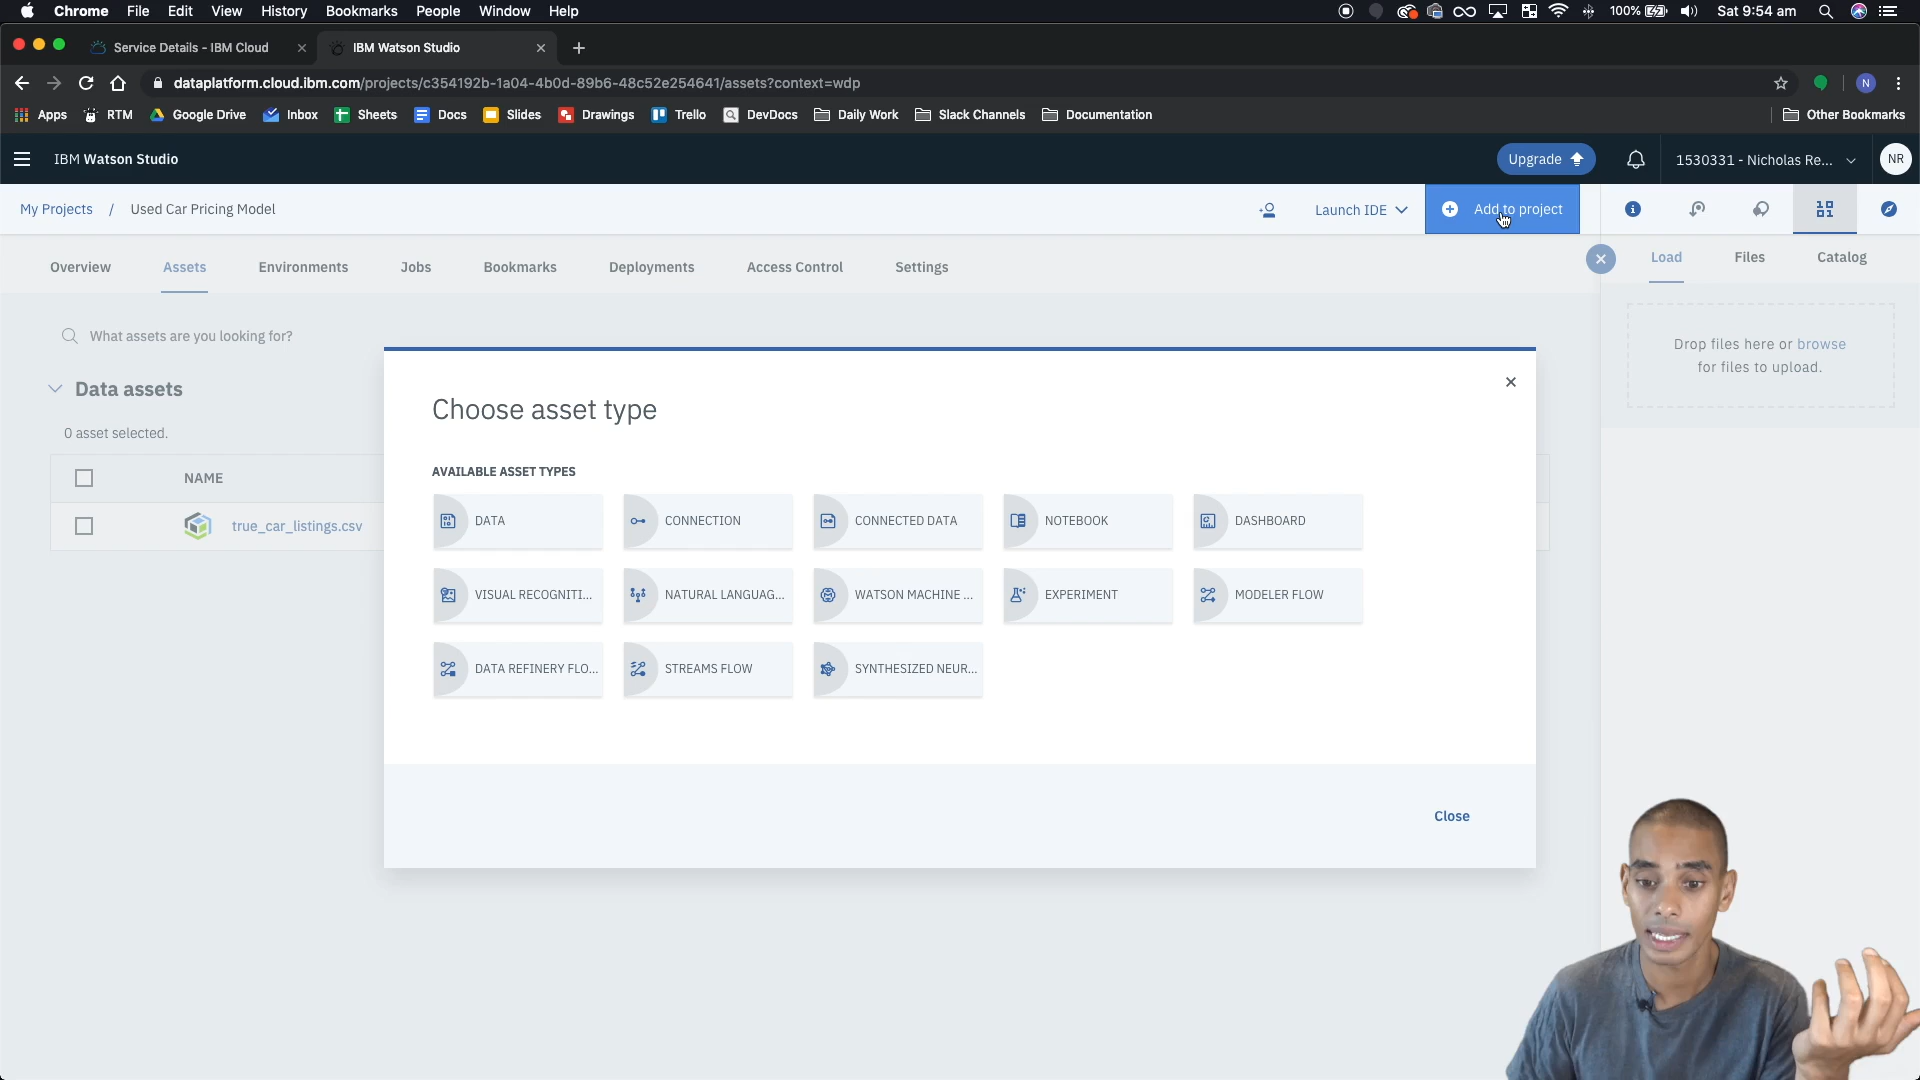 Chrome File Edit View History Bookmarks People Window Help 100% Sat 9:54 am
Service Details - IBM Cloud IBM Watson Studio
dataplatform.cloud.ibm.com/projects/c354192b-1a04-4b0d-89b6-48c52e254641/assets?context=wdp N
Apps RTM Google Drive Inbox Sheets Docs Slides Drawings Trello DevDocs Daily Work Slack Channels Documentation Other Bookmarks
IBM Watson Studio Upgrade 1530331 - Nicholas Re... NR
My Projects / Used Car Pricing Model Launch IDE Add to project
Overview Assets Environments Jobs Bookmarks Deployments Access Control Settings Load Files Catalog
What assets are you looking for?
Drop files here or browse
for files to upload.
Data assets
0 asset selected.
NAME
true_car_listings.csv
Choose asset type
AVAILABLE ASSET TYPES
DATA CONNECTION CONNECTED DATA NOTEBOOK DASHBOARD
VISUAL RECOGNITI... NATURAL LANGUAG... WATSON MACHINE ... EXPERIMENT MODELER FLOW
DATA REFINERY FLO... STREAMS FLOW SYNTHESIZED NEUR...
Close